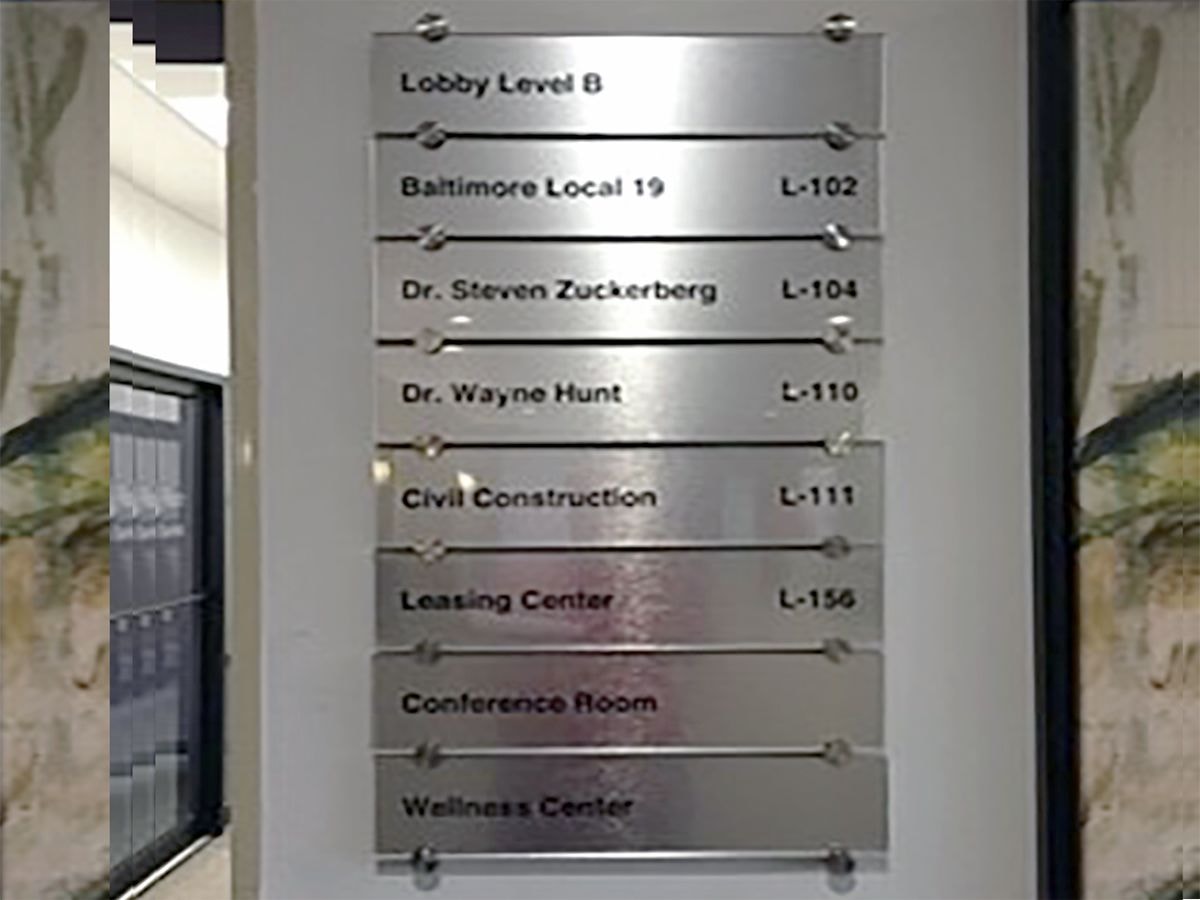 Lobby Level B
Baltimore Local 19 L-102
Dr. Steven Zuckerberg L-104
Dr. Wayne Hunt L-110
Civil Construction L-111
Leasing Center L-156
Conference Room
Wellness Center